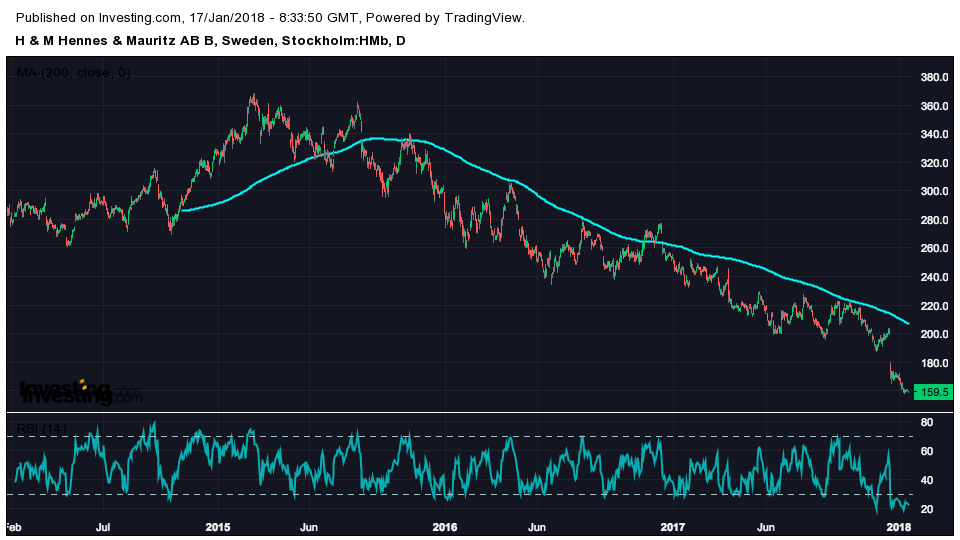 Published on Investing.com, 17/Jan/2018 - 8:33:50 GMT, Powered by TradingView.
H & M Hennes & Mauritz AB B, Sweden, Stockholm:HMb, D
MA (200, close, 0)
380.0
360.0
340.0
320.0
300.0
280.0
260.0
240.0
220.0
200.0
180.0
159.5
Investing.com
Investing.com
RSI (14)
80
60
40
20
Feb Jul 2015 Jun 2016 Jun 2017 Jun 2018